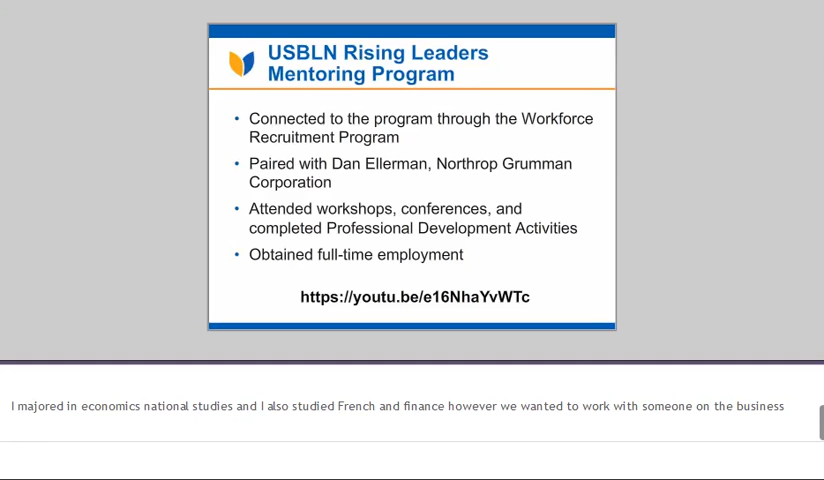 USBLN Rising Leaders
Mentoring Program
• Connected to the program through the Workforce
Recruitment Program
• Paired with Dan Ellerman, Northrop Grumman
Corporation
• Attended workshops, conferences, and
completed Professional Development Activities
• Obtained full-time employment
https://youtu.be/e16NhaYvWTc
I majored in economics national studies and I also studied French and finance however we wanted to work with someone on the business